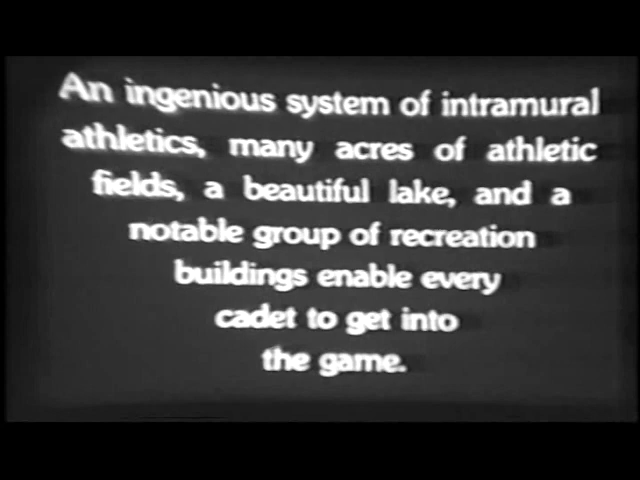 An ingenious system of intramural
athletics, many acres of athletic
fields, a beautiful lake, and a
notable group of recreation
buildings enable every
cadet to get into
the game.